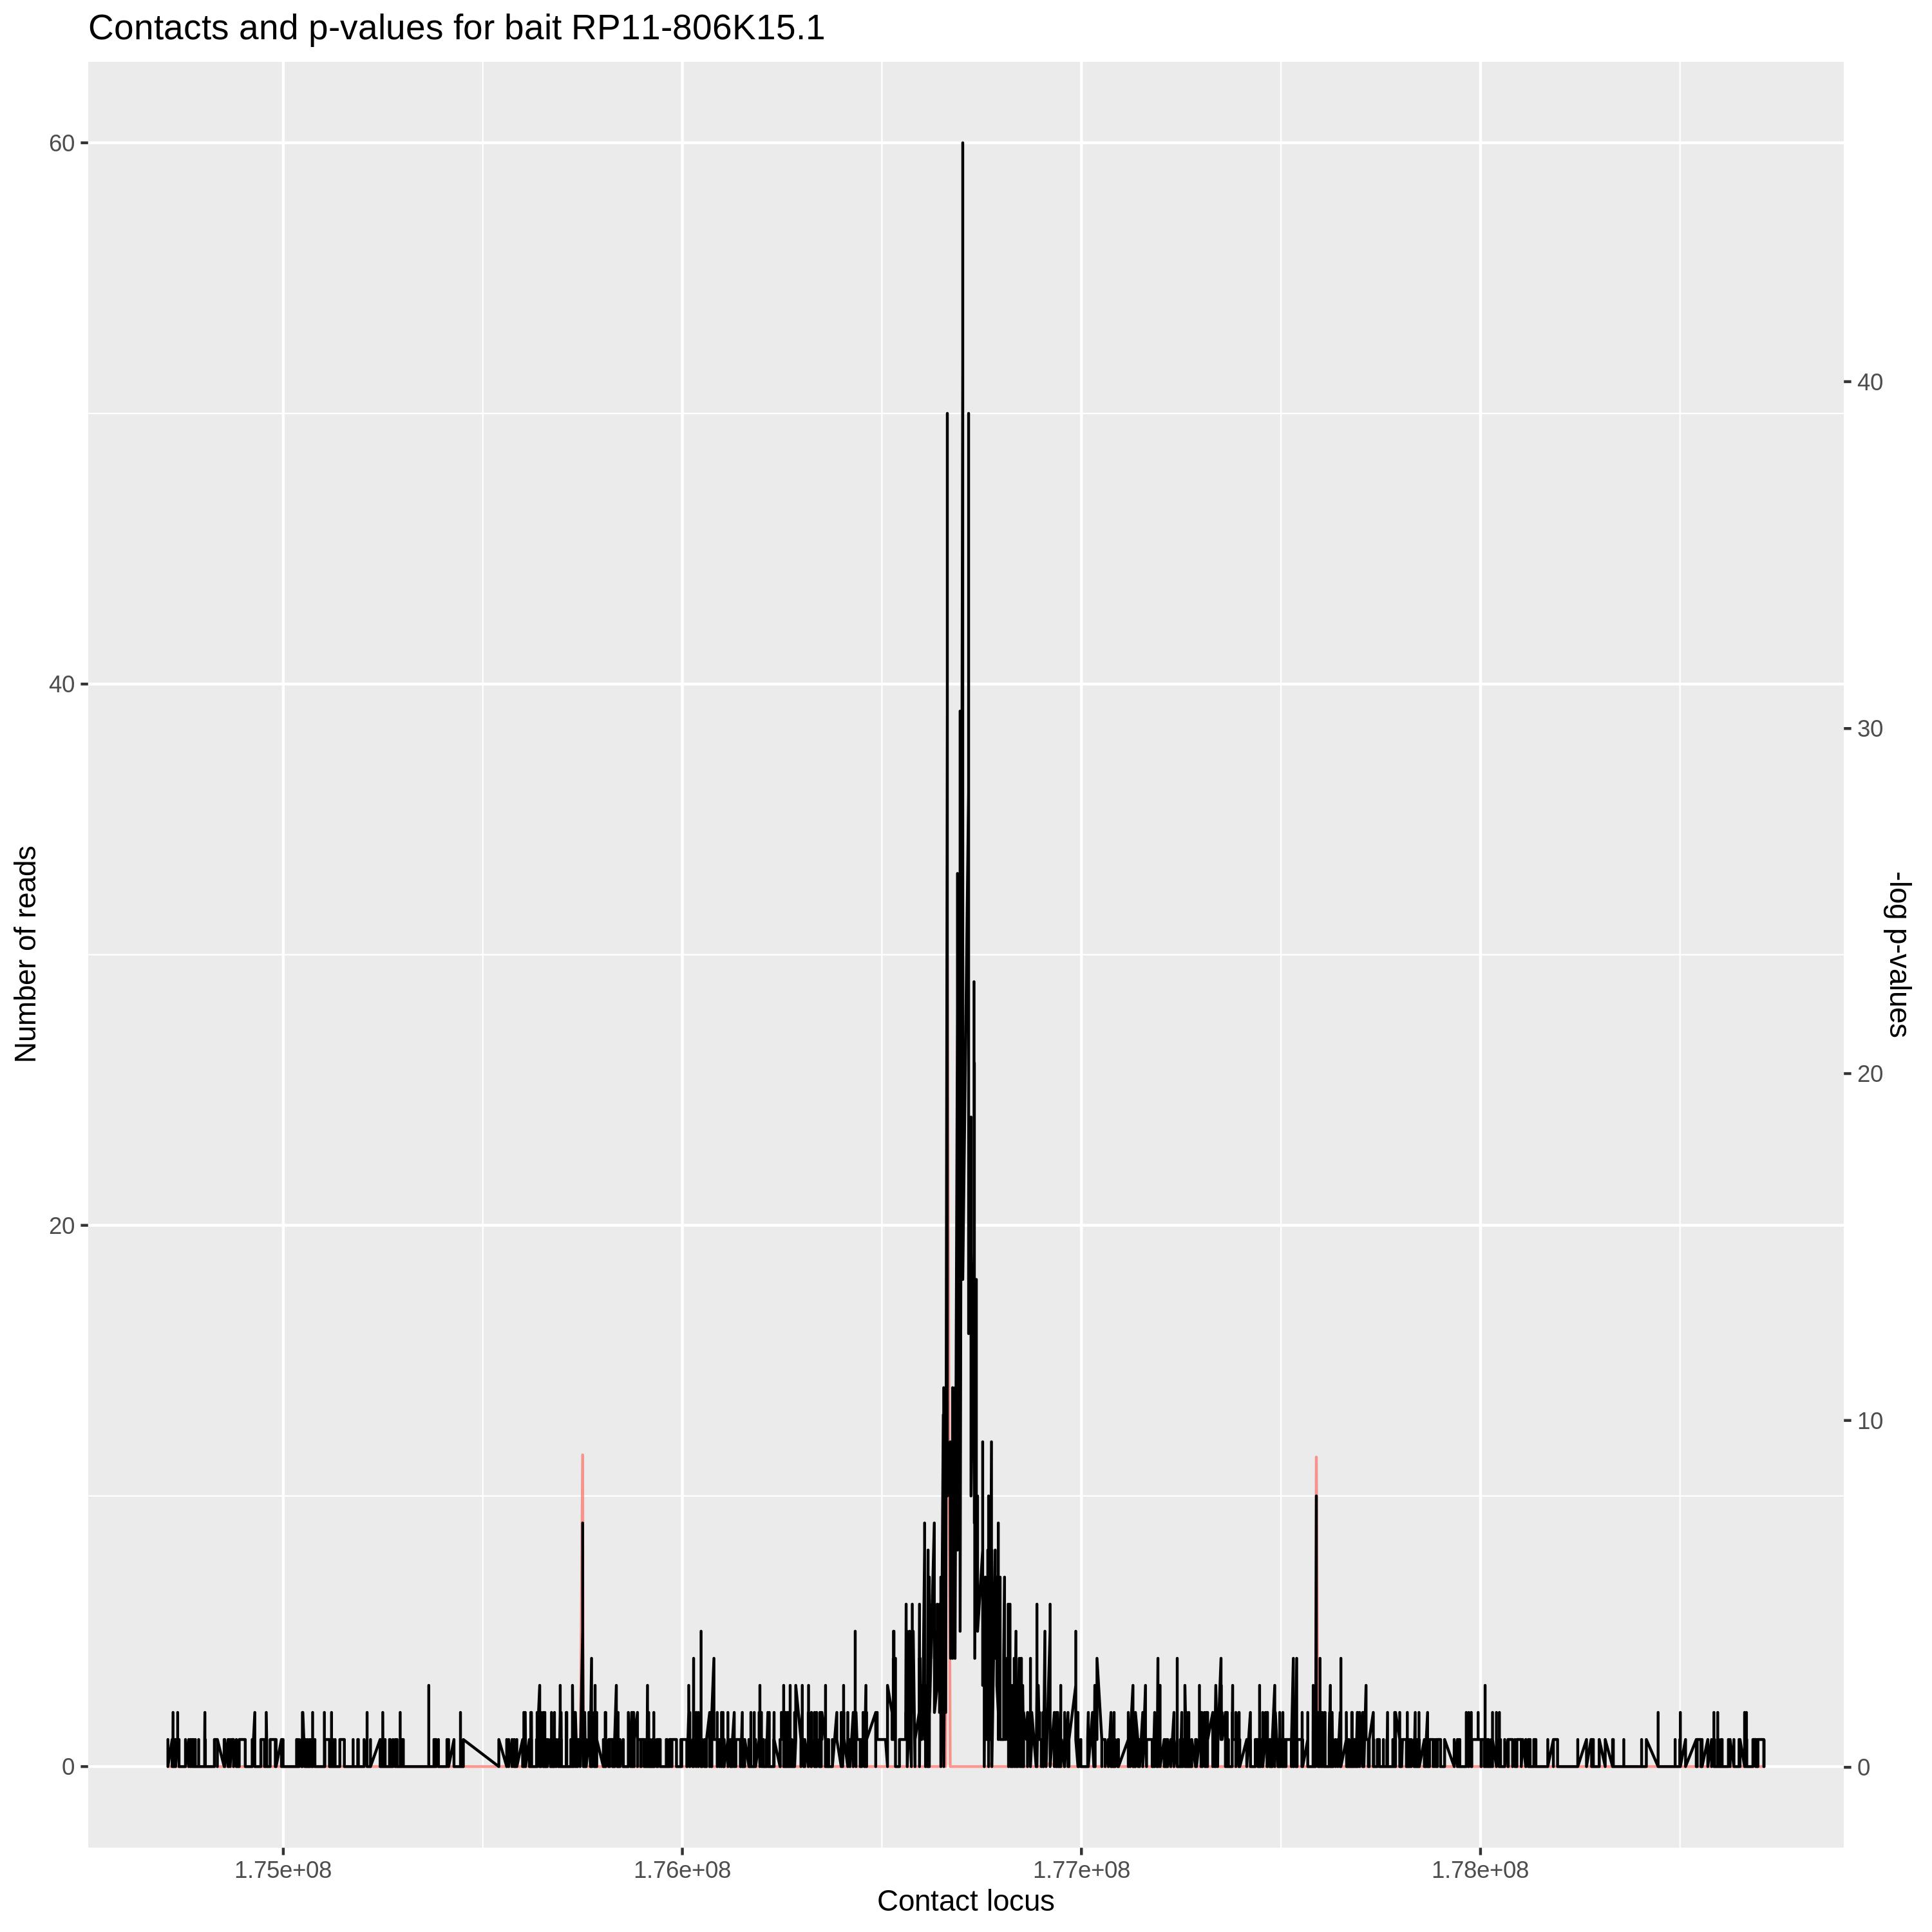 Contacts and p-values for bait RP11-806K15.1
60
40
20
0
Number of reads
40
30
20
10
0
-log p-values
1.75e+08
1.76e+08
1.77e+08
1.78e+08
Contact locus